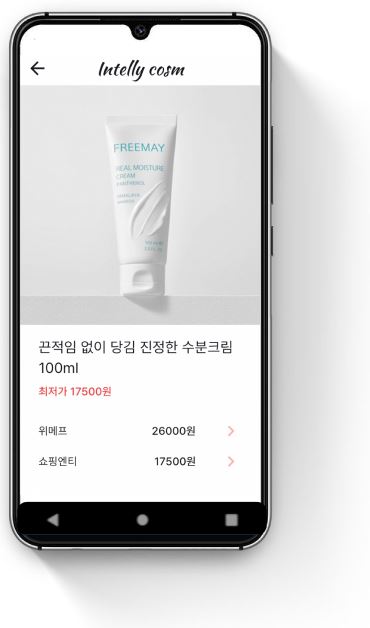 Intelly cosm
FREEMAY
REAL MOISTURE
CREAM
PANTHENOL
끈적임 없이 당김 진정한 수분크림
100ml
최저가 17500원
위메프 26000원
쇼핑엔티 17500원